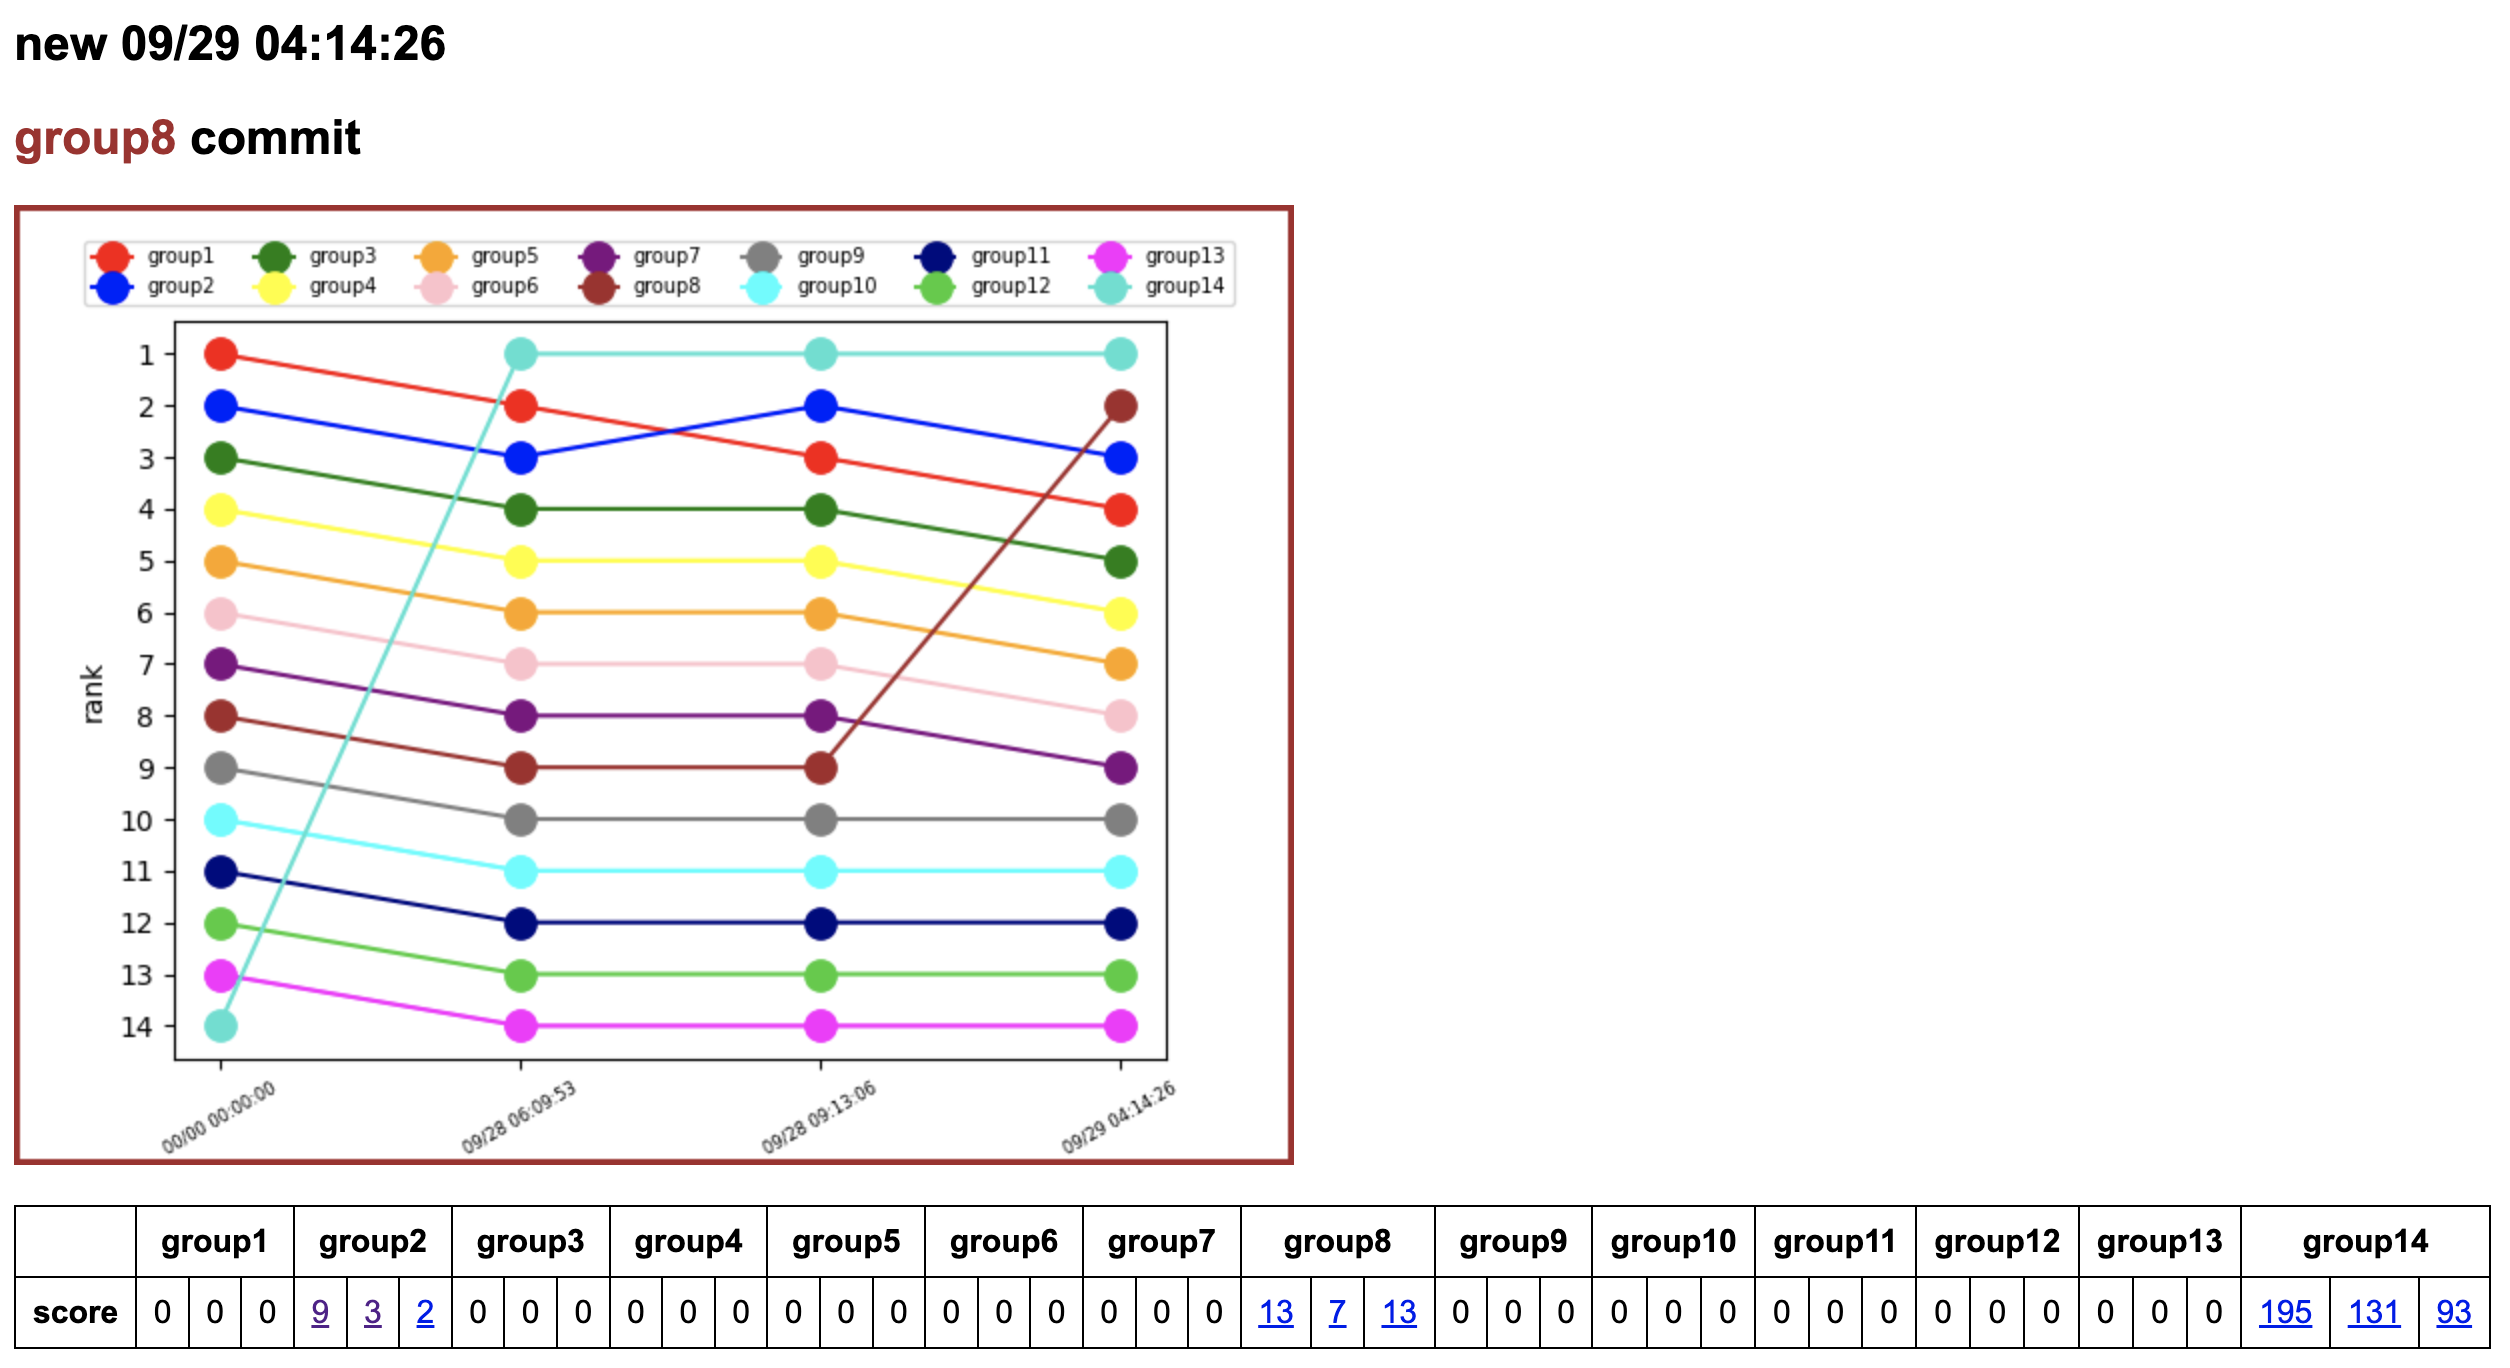 new 09/29 04:14:26
group8 commit
group1 group3 group5 group7 group9 group11 group13
group2 group4 group6 group8 group10 group12 group14
1
2
3
4
5
6
7
8
9
10
11
12
13
14
rank
00/00 00:00:00 09/28 06:09:53 09/28 09:13:06 09/29 04:14:26
group1 group2 group3 group4 group5 group6 group7 group8 group9 group10 group11 group12 group13 group14
score 0 0 0 9 3 2 0 0 0 0 0 0 0 0 0 0 0 0 0 0 0 13 7 13 0 0 0 0 0 0 0 0 0 0 0 0 0 0 0 195 131 93